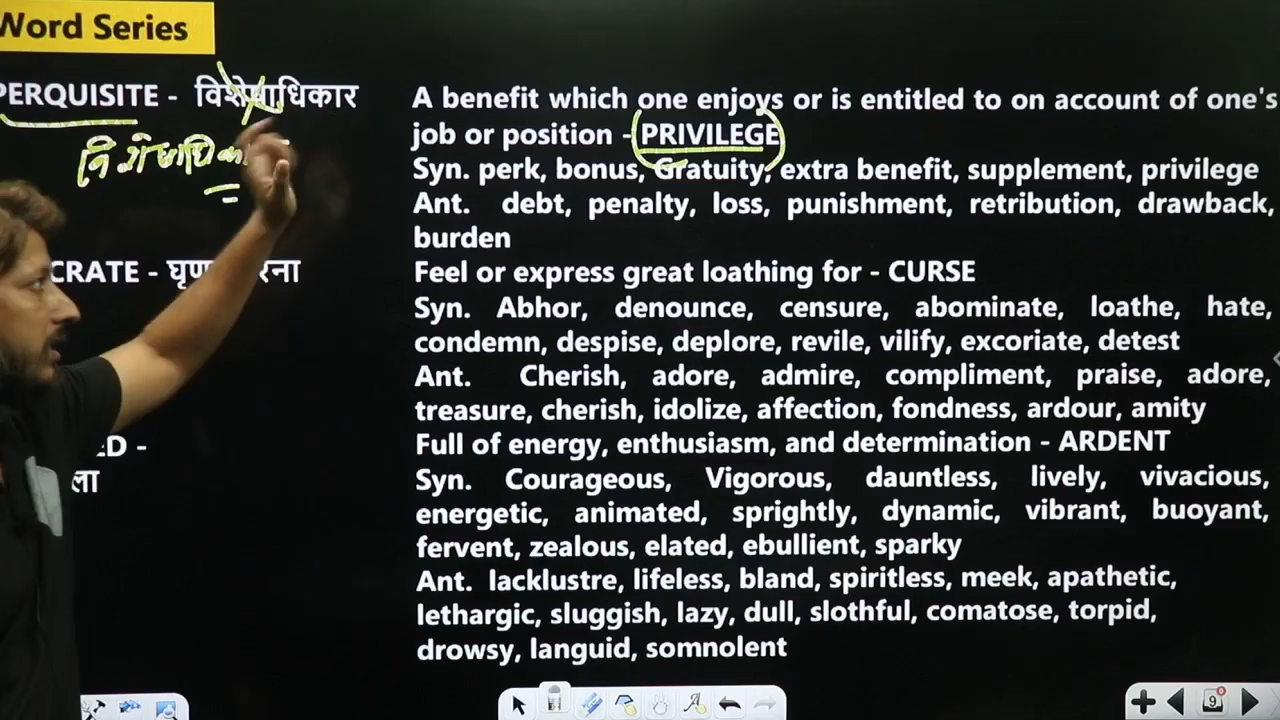 Word Series
PERQUISITE - विशेषाधिकार
A benefit which one enjoys or is entitled to on account of one's
job or position - PRIVILEGE
Syn. perk, bonus, Gratuity, extra benefit, supplement, privilege
Ant. debt, penalty, loss, punishment, retribution, drawback,
burden
CRATE -
Feel or express great loathing for - CURSE
Syn. Abhor, denounce, censure, abominate, loathe, hate,
condemn, despise, deplore, revile, vilify, excoriate, detest
Ant. Cherish, adore, admire, compliment, praise, adore,
treasure, cherish, idolize, affection, fondness, ardour, amity
ED -
ला
Full of energy, enthusiasm, and determination - ARDENT
Syn. Courageous, Vigorous, dauntless, lively, vivacious,
energetic, animated, sprightly, dynamic, vibrant, buoyant,
fervent, zealous, elated, ebullient, sparky
Ant. lacklustre, lifeless, bland, spiritless, meek, apathetic,
lethargic, sluggish, lazy, dull, slothful, comatose, torpid,
drowsy, languid, somnolent
9